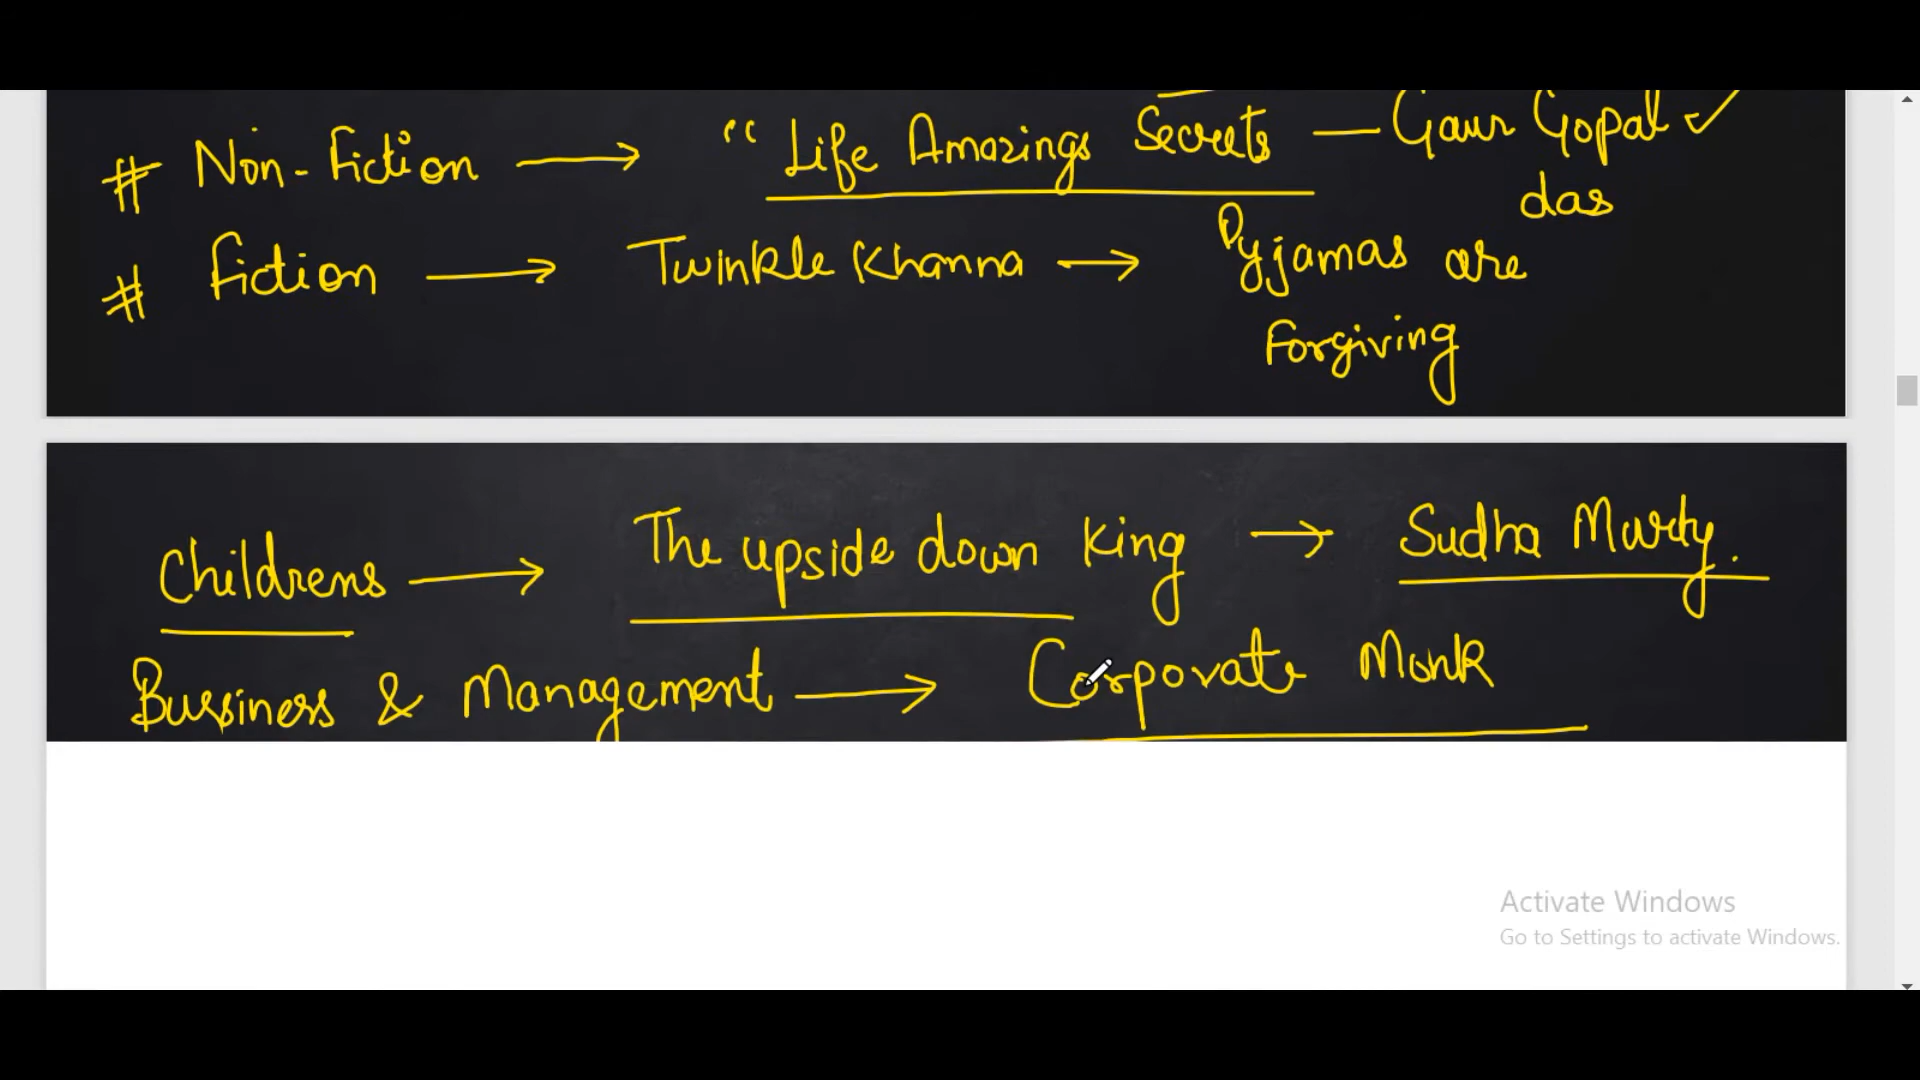 # Non-Fiction → " Life Amazings Secrets — Gaur Gopal ✓
das
# Fiction → Twinkle Khanna → Pyjamas are
Forgiving
Childrens → The upside down King → Sudha Murty.
Bussiness & Management → Corporate Monk
Activate Windows
Go to Settings to activate Windows.